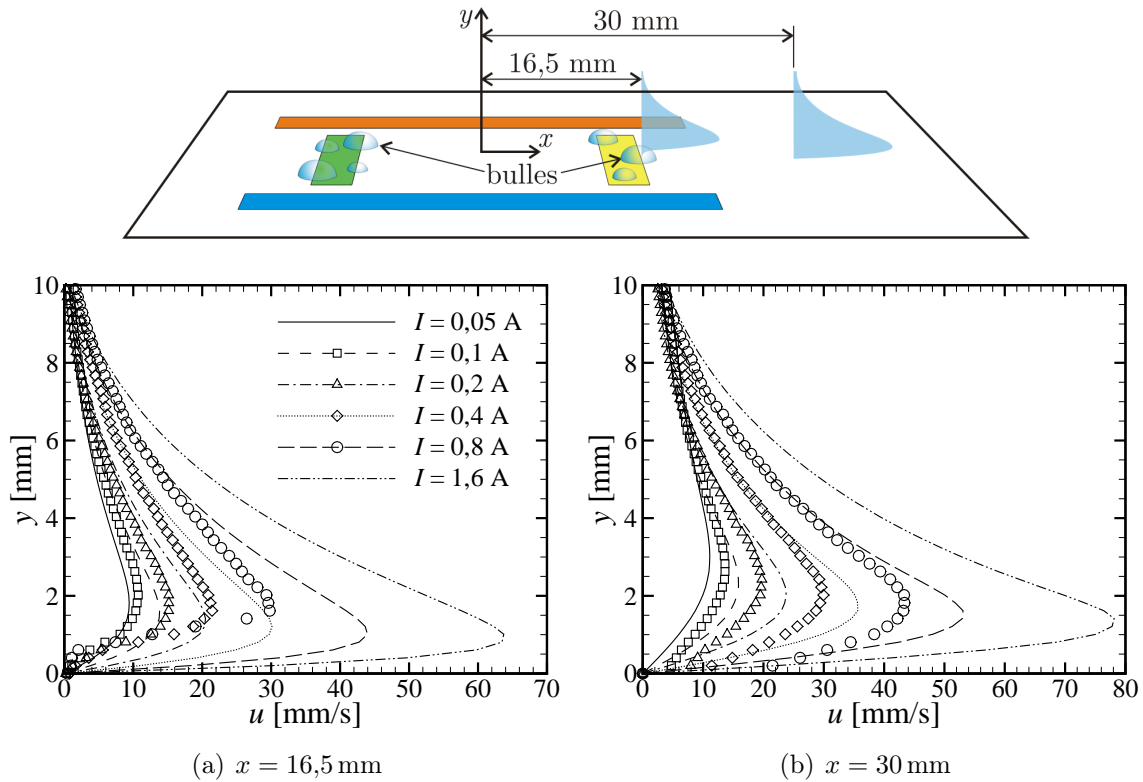 y
30 mm
16,5 mm
x
bulles
10
8
6
4
2
0
y [mm]
I = 0,05 A
I = 0,1 A
I = 0,2 A
I = 0,4 A
I = 0,8 A
I = 1,6 A
0 10 20 30 40 50 60 70
u [mm/s]
(a) x = 16,5 mm
10
8
6
4
2
0
y [mm]
0 10 20 30 40 50 60 70 80
u [mm/s]
(b) x = 30 mm